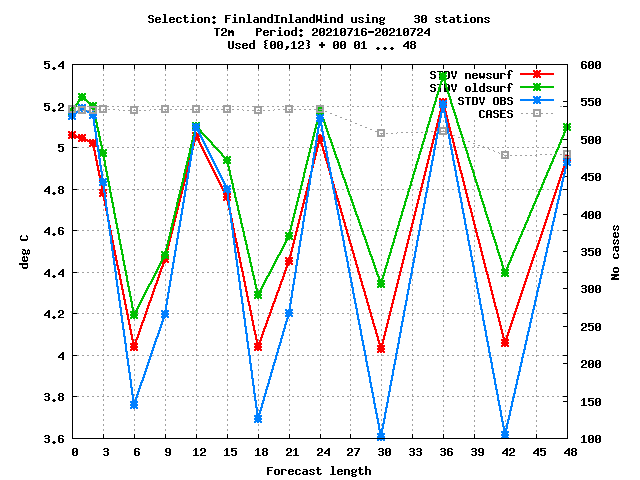 Selection: FinlandInlandWind using    30 stations
T2m   Period: 20210716-20210724
Used {00,12} + 00 01 ... 48
STDV newsurf
STDV oldsurf
STDV OBS
CASES
5.4
5.2
5
4.8
4.6
4.4
4.2
4
3.8
3.6
deg C
600
550
500
450
400
350
300
250
200
150
100
No cases
0 3 6 9 12 15 18 21 24 27 30 33 36 39 42 45 48
Forecast length